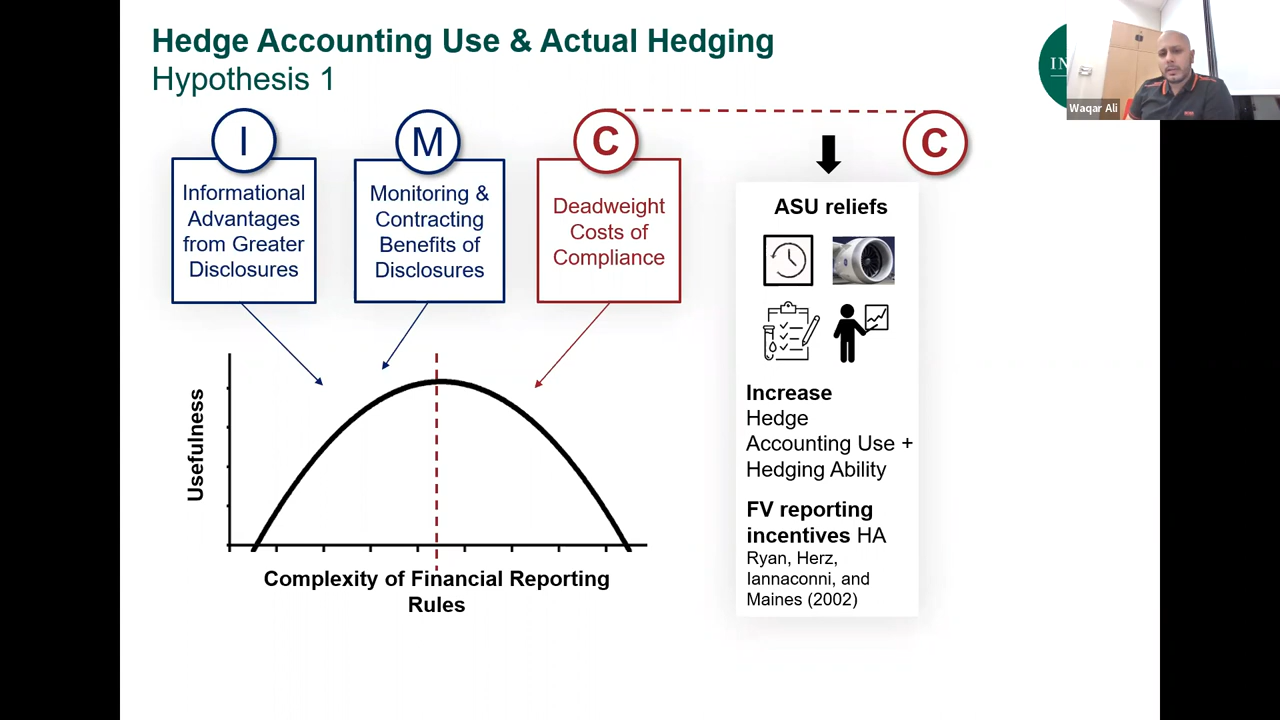 Hedge Accounting Use & Actual Hedging
Hypothesis 1
IN
Waqar Ali
I
M
C
C
Informational
Advantages
from Greater
Disclosures
Monitoring &
Contracting
Benefits of
Disclosures
Deadweight
Costs of
Compliance
ASU reliefs
Increase
Hedge
Accounting Use +
Hedging Ability
FV reporting
incentives HA
Ryan, Herz,
Iannaconni, and
Maines (2002)
Usefulness
Complexity of Financial Reporting
Rules